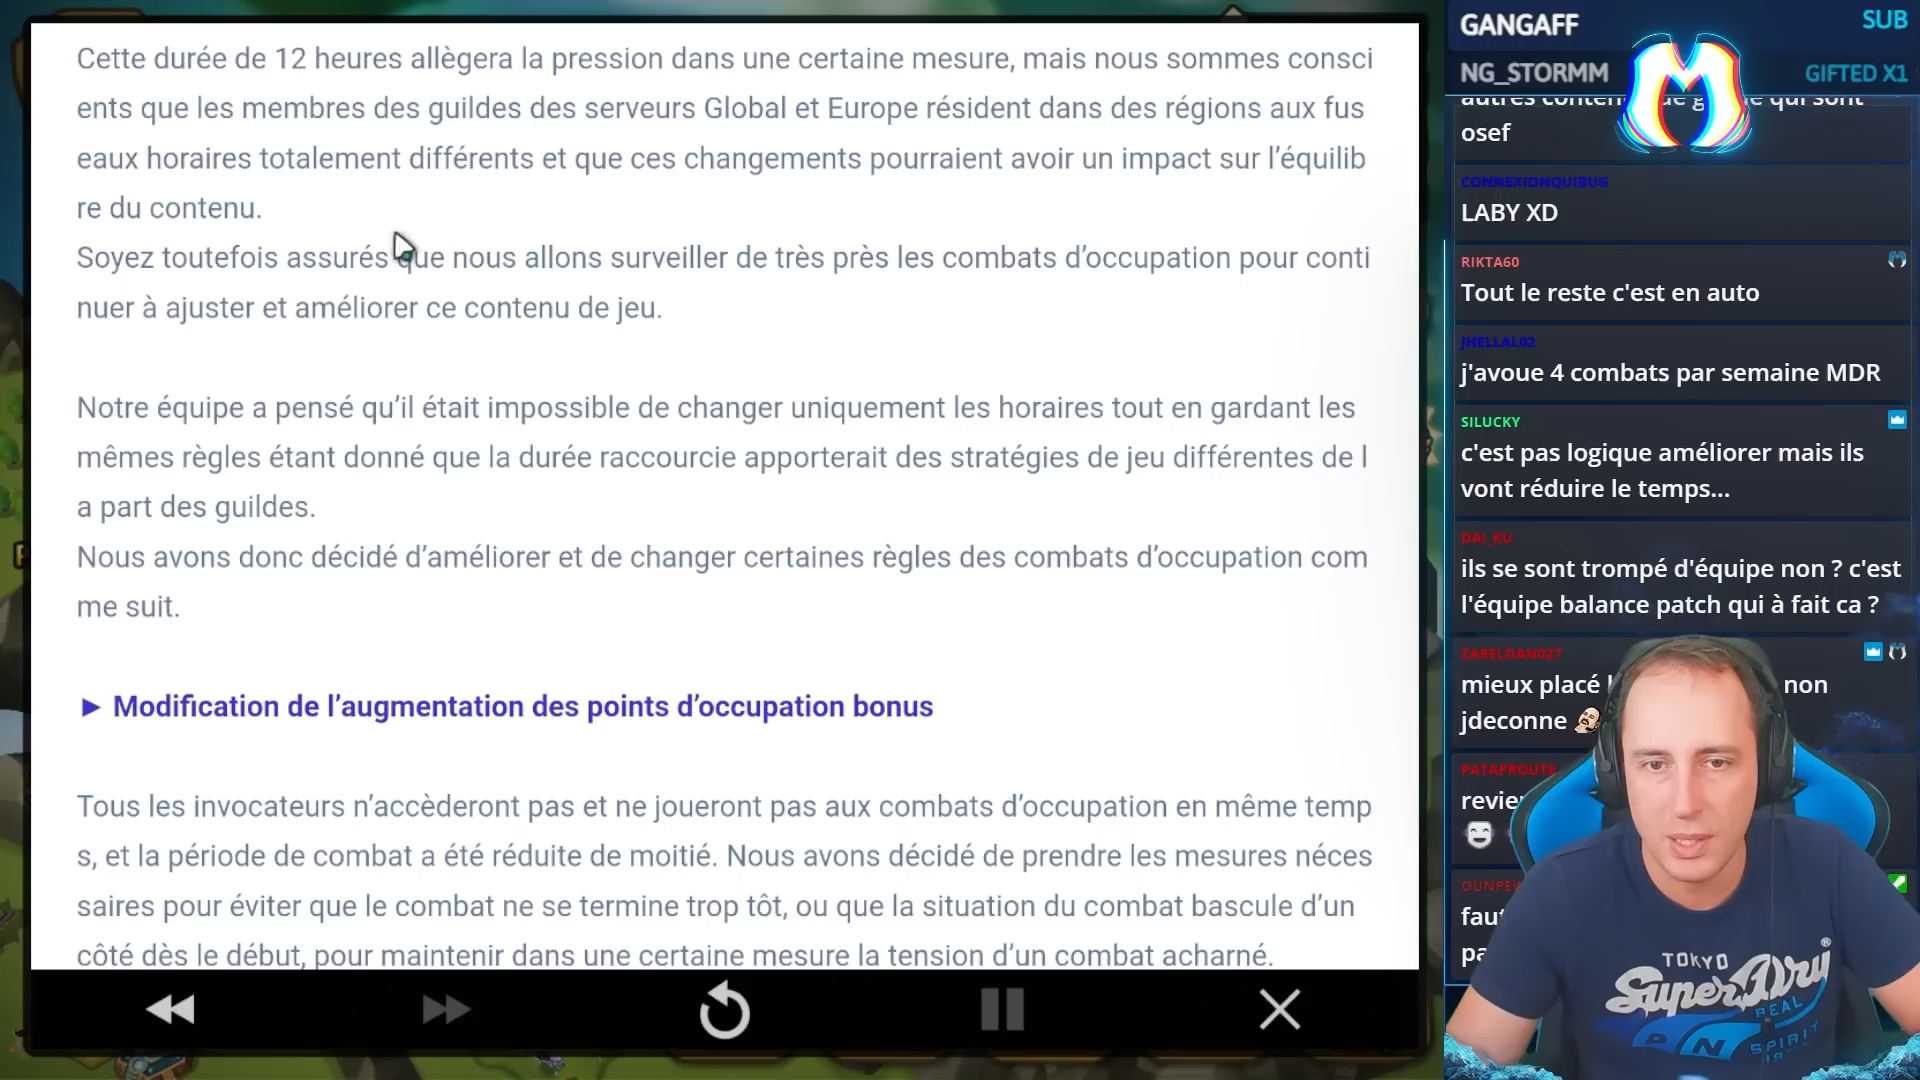 Cette durée de 12 heures allègera la pression dans une certaine mesure, mais nous sommes consci
ents que les membres des guildes des serveurs Global et Europe résident dans des régions aux fus
eaux horaires totalement différents et que ces changements pourraient avoir un impact sur l’équilib
re du contenu.
Soyez toutefois assurés que nous allons surveiller de très près les combats d’occupation pour conti
nuer à ajuster et améliorer ce contenu de jeu.
Notre équipe a pensé qu’il était impossible de changer uniquement les horaires tout en gardant les
mêmes règles étant donné que la durée raccourcie apporterait des stratégies de jeu différentes de l
a part des guildes.
Nous avons donc décidé d’améliorer et de changer certaines règles des combats d’occupation com
me suit.
► Modification de l’augmentation des points d’occupation bonus
Tous les invocateurs n’accèderont pas et ne joueront pas aux combats d’occupation en même temp
s, et la période de combat a été réduite de moitié. Nous avons décidé de prendre les mesures néces
saires pour éviter que le combat ne se termine trop tôt, ou que la situation du combat bascule d’un
côté dès le début, pour maintenir dans une certaine mesure la tension d’un combat acharné.
GANGAFF SUB
NG_STORMM GIFTED X1
autres qui sont
osef
CONNEXIONQUIBUG
LABY XD
RIKTA60
Tout le reste c'est en auto
JHELLAL02
j'avoue 4 combats par semaine MDR
SILUCKY
c'est pas logique améliorer mais ils
vont réduire le temps...
DAI_KU
ils se sont trompé d'équipe non ? c'est
l'équipe balance patch qui à fait ca ?
ZARELDAN027
mieux placé non
jdeconne
TOKYO
SuperDry
REAL
SPIRIT